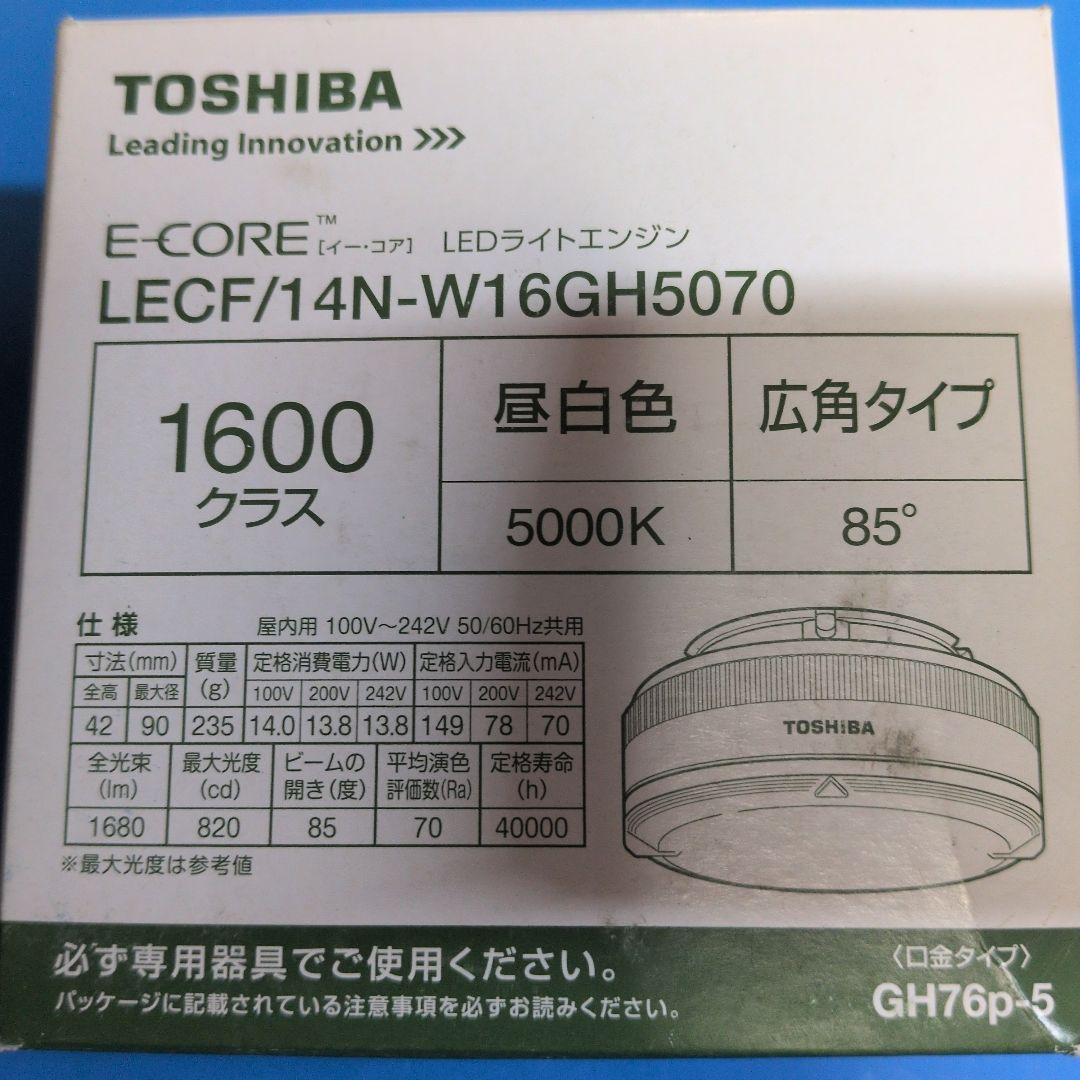 TOSHIBA
Leading Innovation >>>
E-CORE™ [イー・コア] LEDライトエンジン
LECF/14N-W16GH5070
1600
クラス
昼白色
5000K
広角タイプ
85°
仕様 屋内用 100V～242V 50/60Hz共用
寸法(mm) 質量(g) 定格消費電力(W) 定格入力電流(mA)
全高 最大径 100V 200V 242V 100V 200V 242V
42 90 235 14.0 13.8 13.8 149 78 70
全光束 最大光度 ビームの 平均演色 定格寿命
(lm) (cd) 開き(度) 評価数(Ra) (h)
1680 820 85 70 40000
※最大光度は参考値
TOSHIBA
必ず専用器具でご使用ください。
パッケージに記載されている注意事項を必ずお読みください。
〈口金タイプ〉
GH76p-5